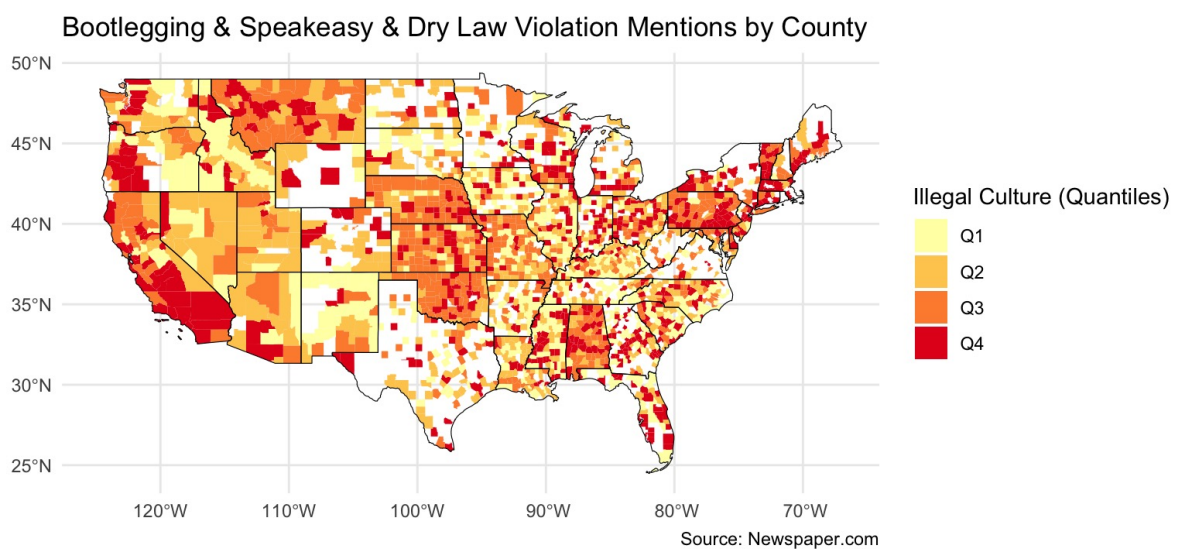 Bootlegging & Speakeasy & Dry Law Violation Mentions by County
50°N
45°N
40°N
35°N
30°N
25°N
120°W 110°W 100°W 90°W 80°W 70°W
Illegal Culture (Quantiles)
Q1
Q2
Q3
Q4
Source: Newspaper.com